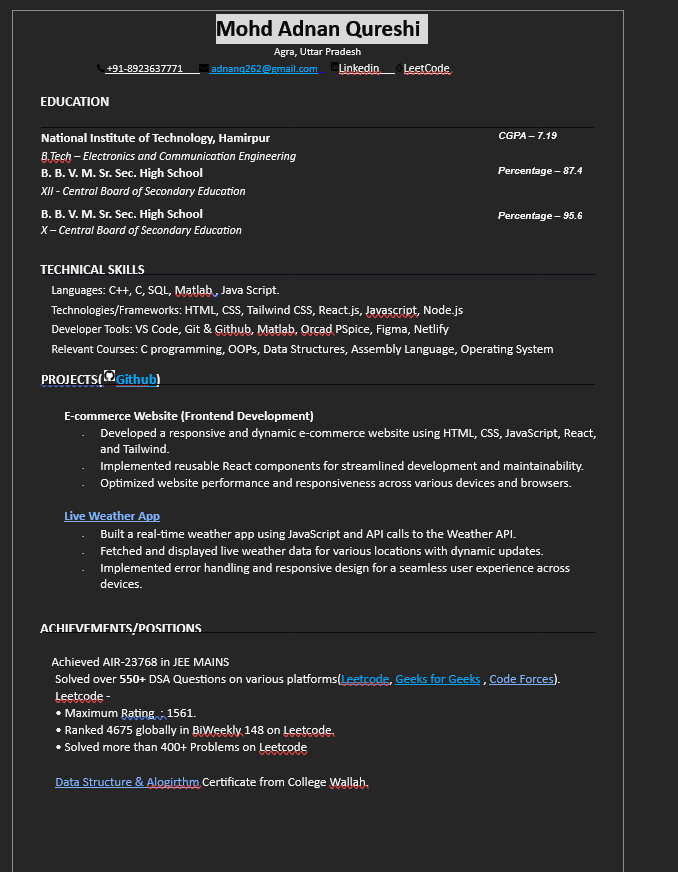 Mohd Adnan Qureshi
Agra, Uttar Pradesh
+91-8923637771 adnanq262@gmail.com Linkedin LeetCode
EDUCATION
National Institute of Technology, Hamirpur CGPA – 7.19
B.Tech – Electronics and Communication Engineering
B. B. V. M. Sr. Sec. High School Percentage – 87.4
XII - Central Board of Secondary Education
B. B. V. M. Sr. Sec. High School Percentage – 95.6
X – Central Board of Secondary Education
TECHNICAL SKILLS
Languages: C++, C, SQL, Matlab , Java Script.
Technologies/Frameworks: HTML, CSS, Tailwind CSS, React.js, Javascript, Node.js
Developer Tools: VS Code, Git & Github, Matlab, Orcad PSpice, Figma, Netlify
Relevant Courses: C programming, OOPs, Data Structures, Assembly Language, Operating System
PROJECTS(Github)
E-commerce Website (Frontend Development)
· Developed a responsive and dynamic e-commerce website using HTML, CSS, JavaScript, React,
and Tailwind.
· Implemented reusable React components for streamlined development and maintainability.
· Optimized website performance and responsiveness across various devices and browsers.
Live Weather App
· Built a real-time weather app using JavaScript and API calls to the Weather API.
· Fetched and displayed live weather data for various locations with dynamic updates.
· Implemented error handling and responsive design for a seamless user experience across
devices.
ACHIEVEMENTS/POSITIONS
Achieved AIR-23768 in JEE MAINS
Solved over 550+ DSA Questions on various platforms(Leetcode, Geeks for Geeks , Code Forces).
Leetcode -
• Maximum Rating : 1561.
• Ranked 4675 globally in BiWeekly 148 on Leetcode.
• Solved more than 400+ Problems on Leetcode
Data Structure & Alogirthm Certificate from College Wallah.